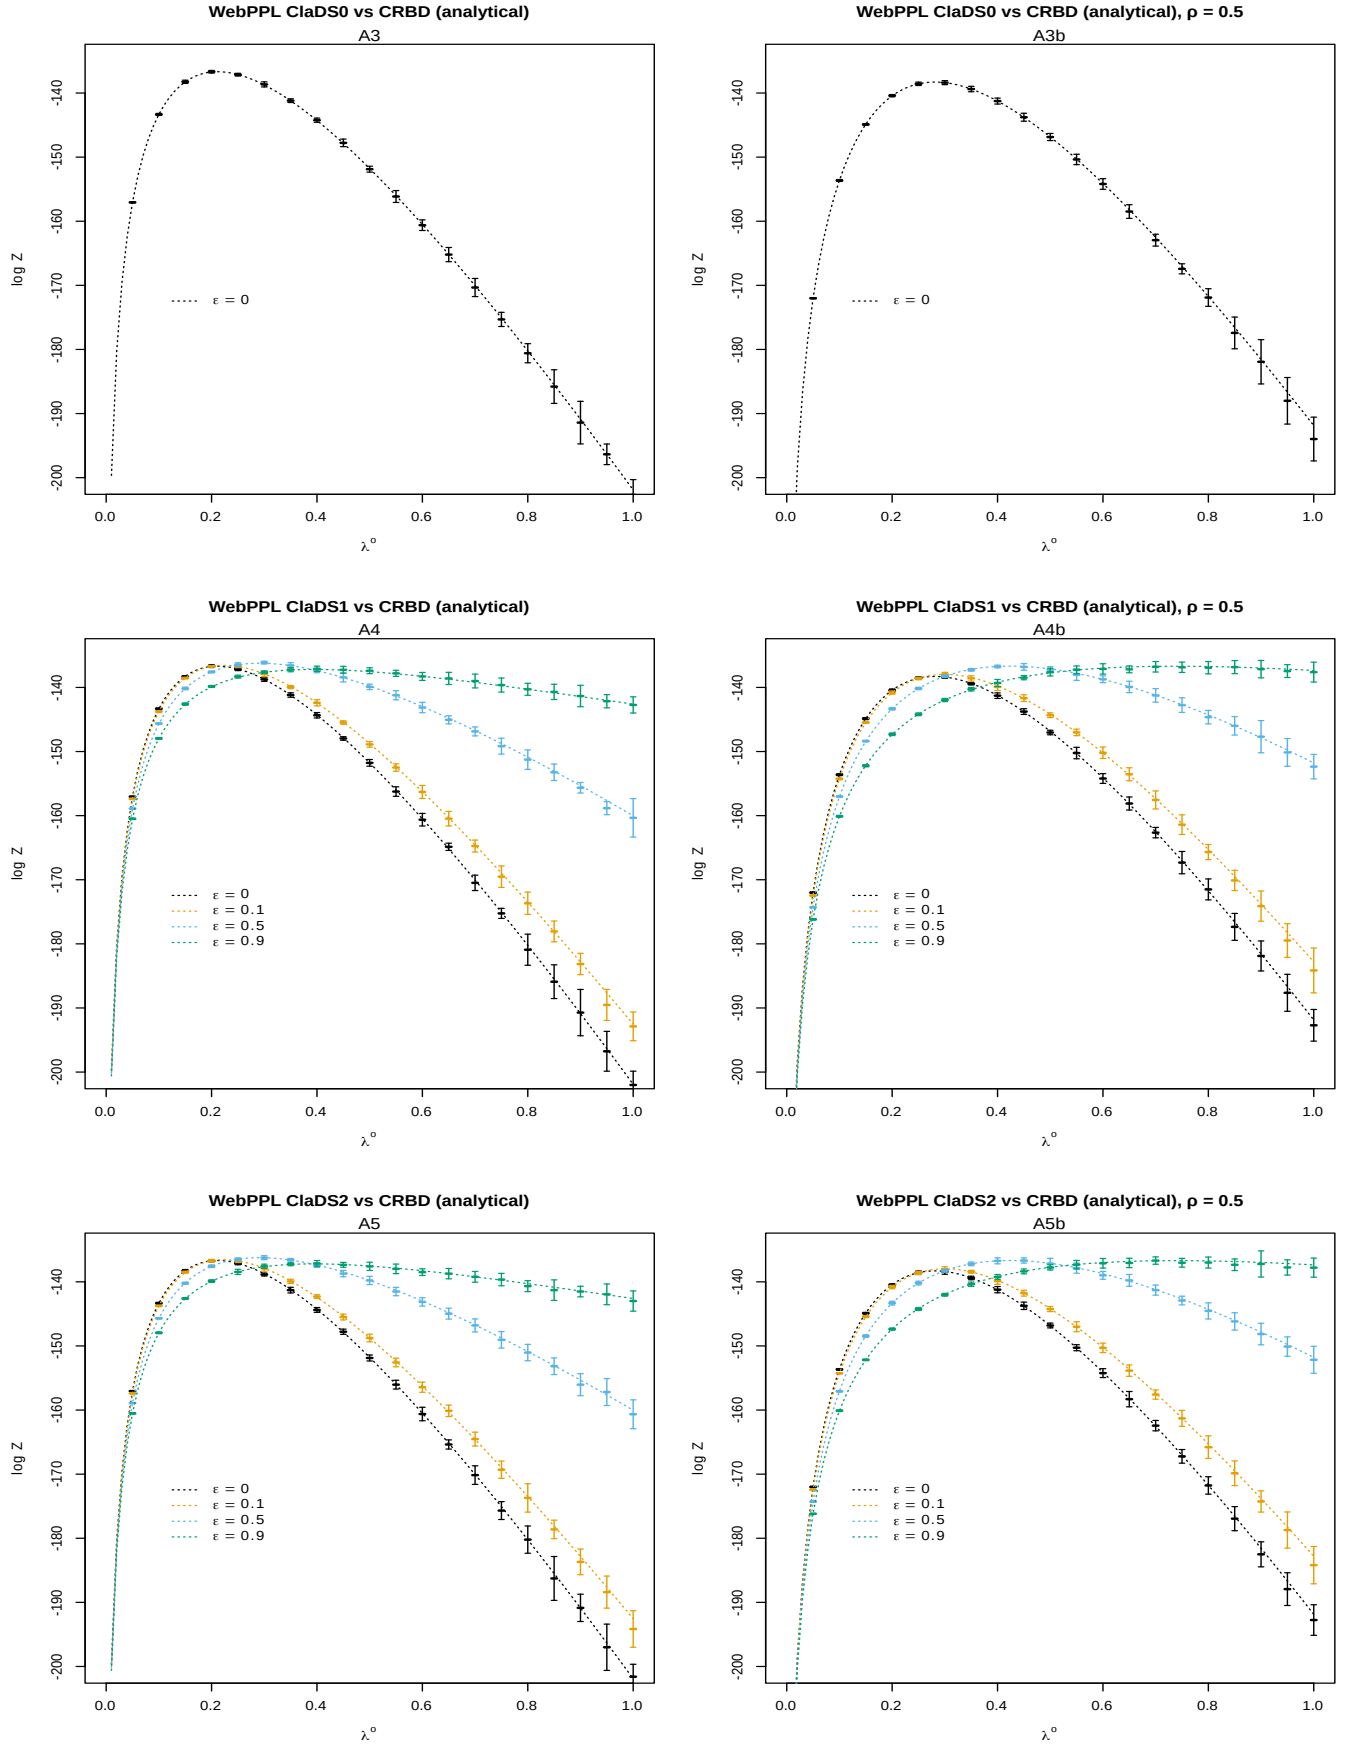 WebPPL ClaDS0 vs CRBD (analytical)
A3
log Z
-140
-150
-160
-170
-180
-190
-200
ε = 0
0.0 0.2 0.4 0.6 0.8 1.0
λ⁰
WebPPL ClaDS0 vs CRBD (analytical), ρ = 0.5
A3b
log Z
-140
-150
-160
-170
-180
-190
-200
ε = 0
0.0 0.2 0.4 0.6 0.8 1.0
λ⁰
WebPPL ClaDS1 vs CRBD (analytical)
A4
log Z
-140
-150
-160
-170
-180
-190
-200
ε = 0
ε = 0.1
ε = 0.5
ε = 0.9
0.0 0.2 0.4 0.6 0.8 1.0
λ⁰
WebPPL ClaDS1 vs CRBD (analytical), ρ = 0.5
A4b
log Z
-140
-150
-160
-170
-180
-190
-200
ε = 0
ε = 0.1
ε = 0.5
ε = 0.9
0.0 0.2 0.4 0.6 0.8 1.0
λ⁰
WebPPL ClaDS2 vs CRBD (analytical)
A5
log Z
-140
-150
-160
-170
-180
-190
-200
ε = 0
ε = 0.1
ε = 0.5
ε = 0.9
0.0 0.2 0.4 0.6 0.8 1.0
λ⁰
WebPPL ClaDS2 vs CRBD (analytical), ρ = 0.5
A5b
log Z
-140
-150
-160
-170
-180
-190
-200
ε = 0
ε = 0.1
ε = 0.5
ε = 0.9
0.0 0.2 0.4 0.6 0.8 1.0
λ⁰